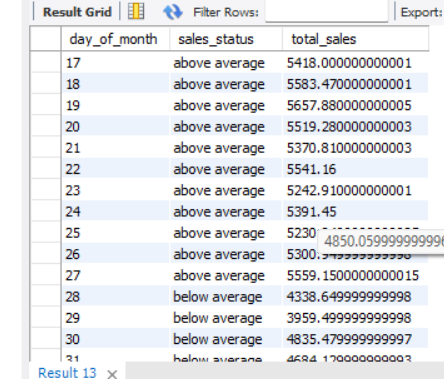 Result Grid Filter Rows: Export:
day_of_month sales_status total_sales
17 above average 5418.000000000001
18 above average 5583.470000000001
19 above average 5657.880000000005
20 above average 5519.280000000003
21 above average 5370.810000000003
22 above average 5541.16
23 above average 5242.910000000001
24 above average 5391.45
25 above average 5230
4850.05999999999
26 above average 5300
27 above average 5559.1500000000015
28 below average 4338.649999999998
29 below average 3959.499999999998
30 below average 4835.479999999997
31 below average 4684.129999999993
Result 13